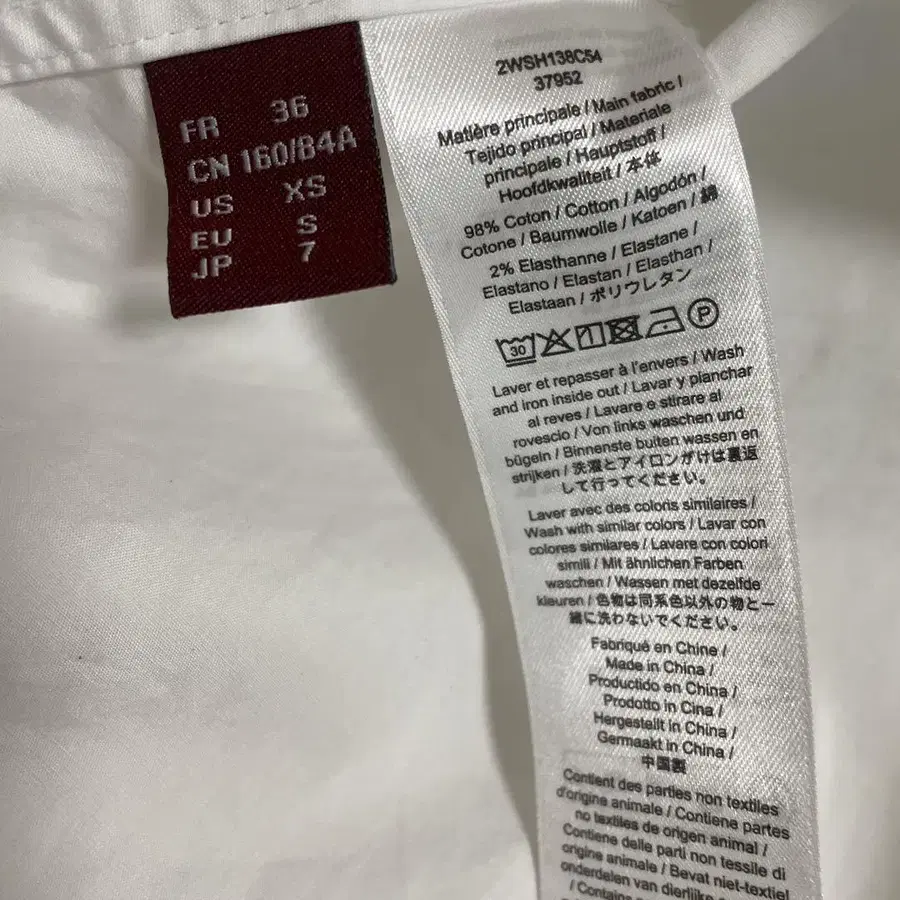 FR 36
CN 160/84A
US XS
EU S
JP 7
2WSH138C54
37952
Matière principale / Main fabric /
Tejido principal / Materiale
principale / Hauptstoff /
Hoofdkwaliteit / 本体
98% Coton / Cotton / Algodón /
Cotone / Baumwolle / Katoen / 綿
2% Elasthanne / Elastane /
Elastano / Elastan / Elasthan /
Elastaan / ポリウレタン
30
P
Laver et repasser à l'envers / Wash
and iron inside out / Lavar y planchar
al reves / Lavare e stirare al
rovescio / Von links waschen und
bügeln / Binnenste buiten wassen en
strijken / 洗濯とアイロンがけは裏返
して行ってください。
Laver avec des coloris similaires /
Wash with similar colors / Lavar con
colores similares / Lavare con colori
simili / Mit ähnlichen Farben
waschen / Wassen met dezelfde
kleuren / 色物は同系色以外の物と一
緒に洗わないでください。
Fabriqué en Chine /
Made in China /
Productido en China /
Prodotto in Cina /
Hergestellt in China /
Germaakt in China /
中国製
Contient des parties non textiles
d'origine animale / Contiene partes
no textiles de origen animal /
Contiene delle parti non tessile di
origine animale / Bevat niet-textiel
onderdelen van dierlijke
/ Contains